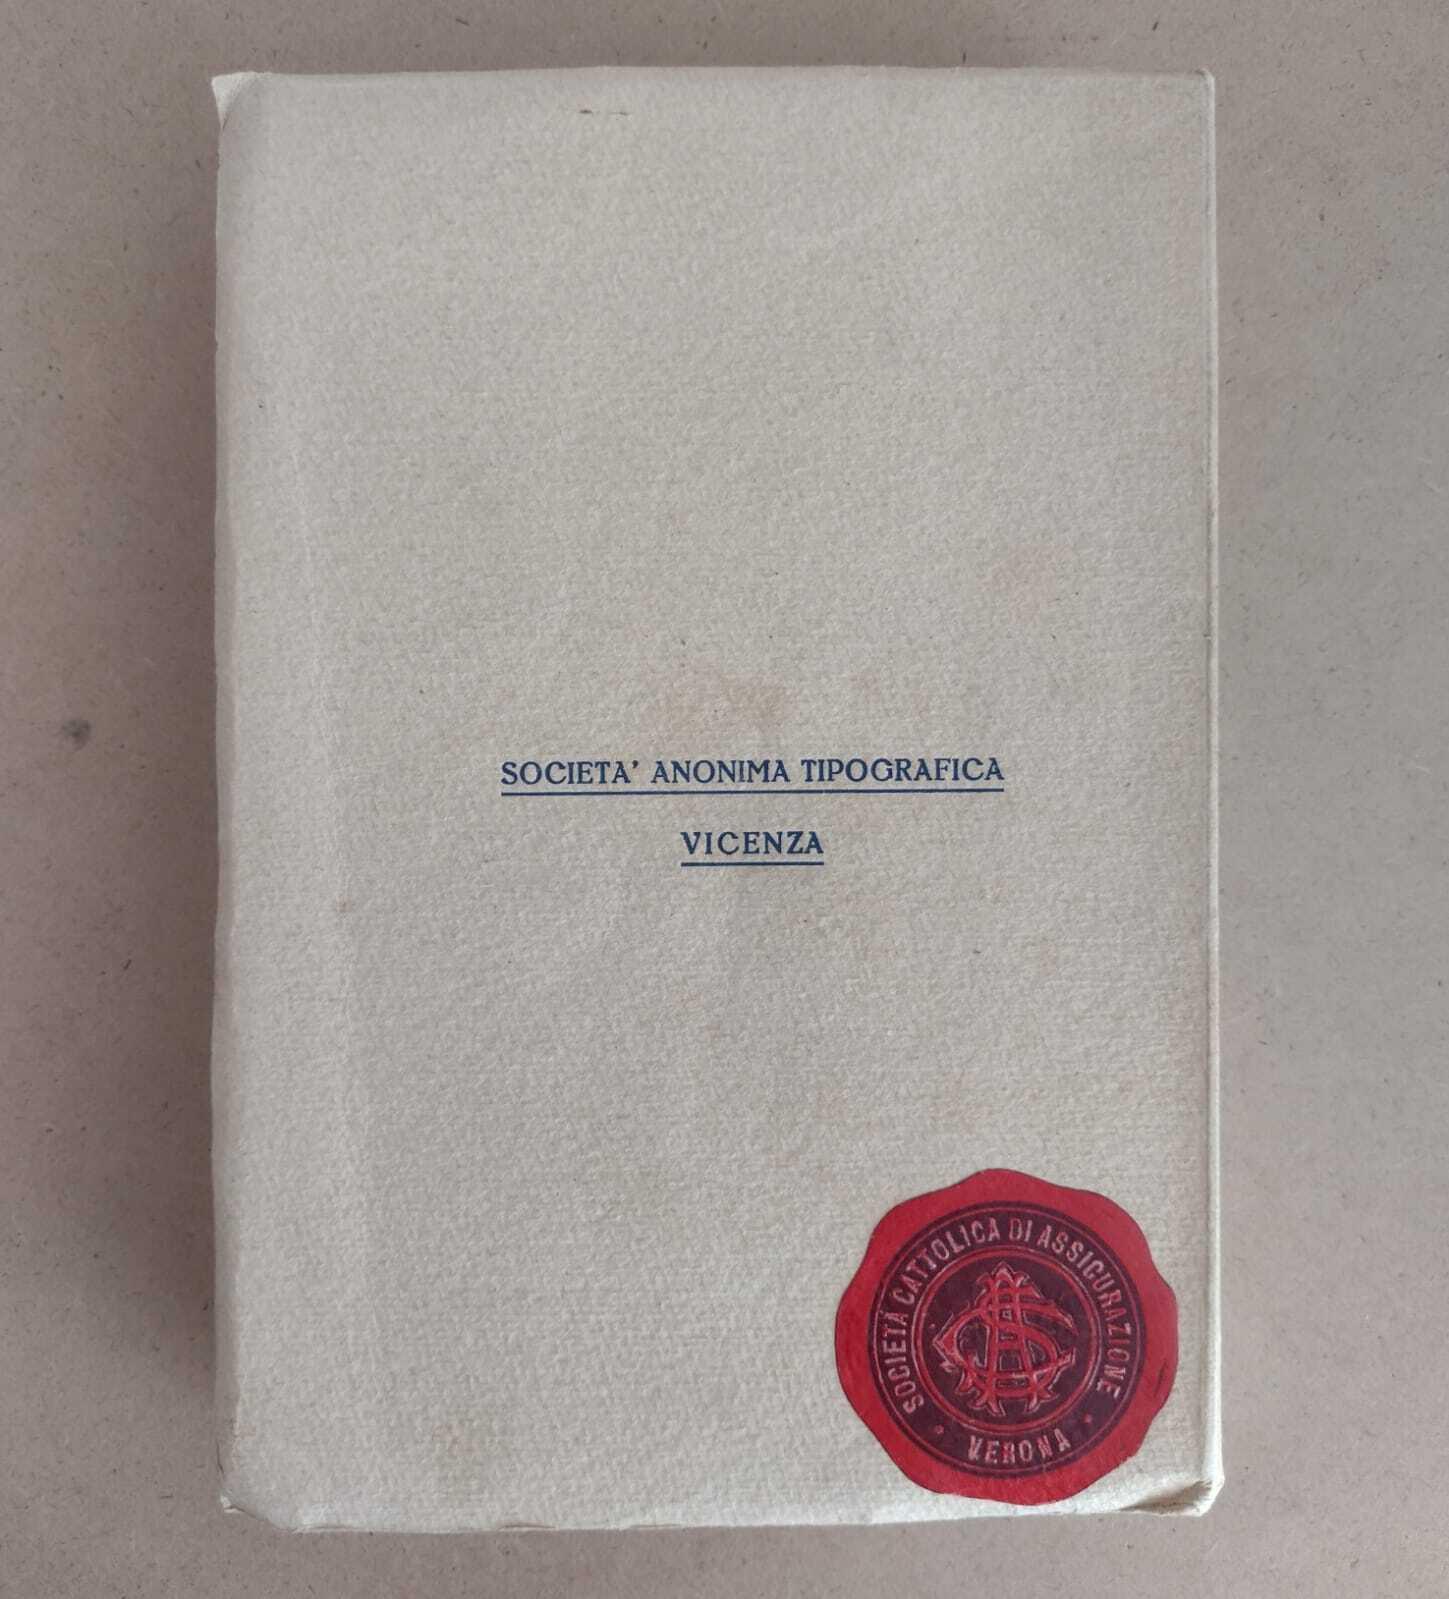 SOCIETA' ANONIMA TIPOGRAFICA
VICENZA
SOCIETÀ CATTOLICA DI ASSICURAZIONE
• VERONA •